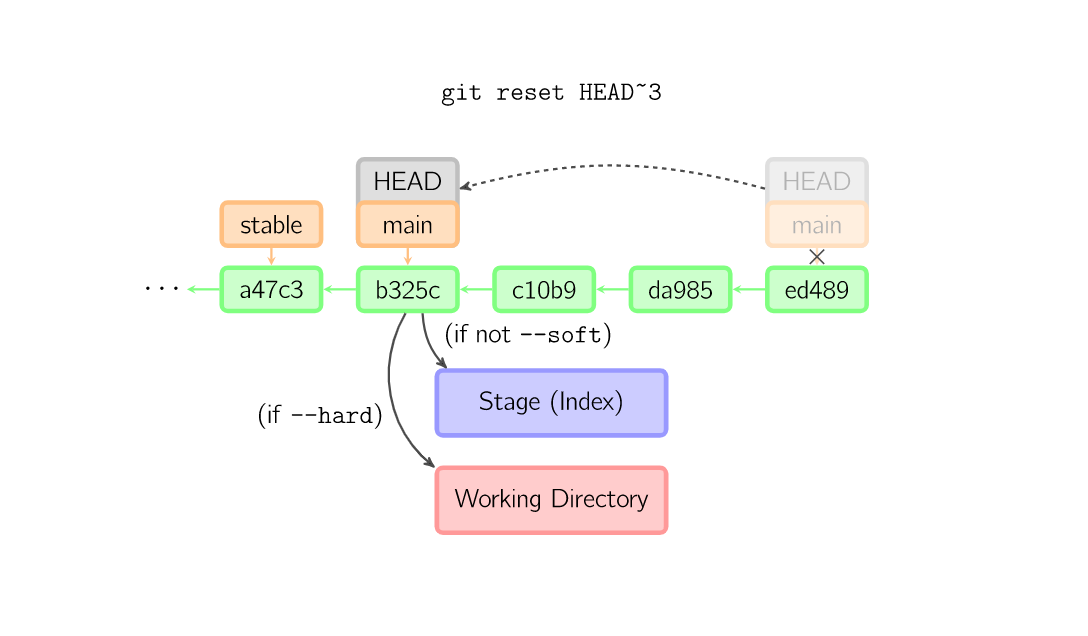 git reset HEAD~3
HEAD
HEAD
stable
main
main
...
a47c3
b325c
c10b9
da985
ed489
(if not --soft)
Stage (Index)
(if --hard)
Working Directory